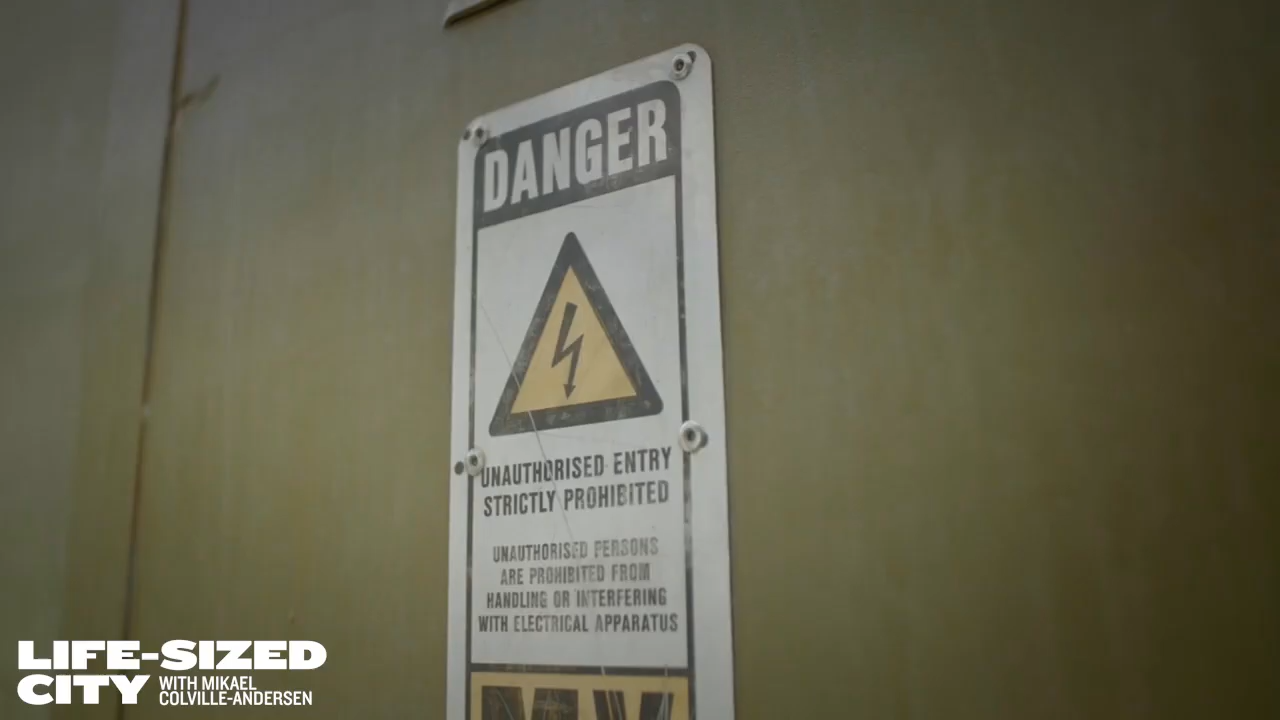 DANGER
UNAUTHORISED ENTRY
STRICTLY PROHIBITED
UNAUTHORISED PERSONS
ARE PROHIBITED FROM
HANDLING OR INTERFERING
WITH ELECTRICAL APPARATUS
LIFE-SIZED
CITY WITH MIKAEL
COLVILLE-ANDERSEN